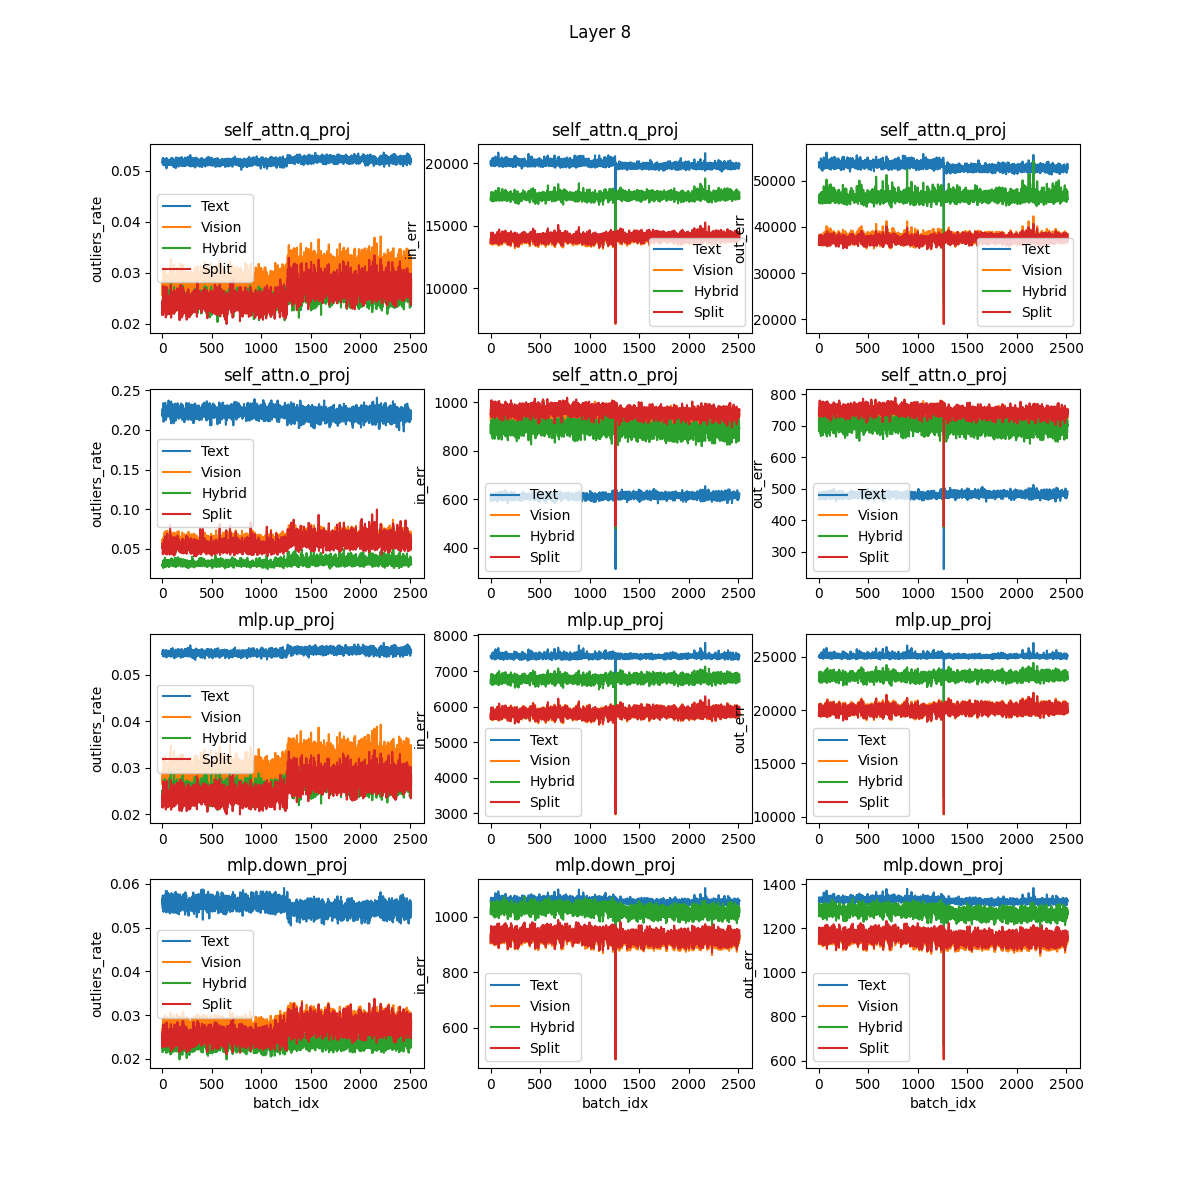 Layer 8
self_attn.q_proj
outliers_rate
0.05
0.04
0.03
0.02
0 500 1000 1500 2000 2500
Text
Vision
Hybrid
Split
self_attn.q_proj
in_err
20000
15000
10000
0 500 1000 1500 2000 2500
Text
Vision
Hybrid
Split
self_attn.q_proj
out_err
50000
40000
30000
20000
0 500 1000 1500 2000 2500
Text
Vision
Hybrid
Split
self_attn.o_proj
outliers_rate
0.25
0.20
0.15
0.10
0.05
0 500 1000 1500 2000 2500
Text
Vision
Hybrid
Split
self_attn.o_proj
in_err
1000
800
600
400
0 500 1000 1500 2000 2500
Text
Vision
Hybrid
Split
self_attn.o_proj
out_err
800
700
600
500
400
300
0 500 1000 1500 2000 2500
Text
Vision
Hybrid
Split
mlp.up_proj
outliers_rate
0.05
0.04
0.03
0.02
0 500 1000 1500 2000 2500
Text
Vision
Hybrid
Split
mlp.up_proj
in_err
8000
7000
6000
5000
4000
3000
0 500 1000 1500 2000 2500
Text
Vision
Hybrid
Split
mlp.up_proj
out_err
25000
20000
15000
10000
0 500 1000 1500 2000 2500
Text
Vision
Hybrid
Split
mlp.down_proj
outliers_rate
0.06
0.05
0.04
0.03
0.02
0 500 1000 1500 2000 2500
batch_idx
Text
Vision
Hybrid
Split
mlp.down_proj
in_err
1000
800
600
0 500 1000 1500 2000 2500
batch_idx
Text
Vision
Hybrid
Split
mlp.down_proj
out_err
1400
1200
1000
800
600
0 500 1000 1500 2000 2500
batch_idx
Text
Vision
Hybrid
Split